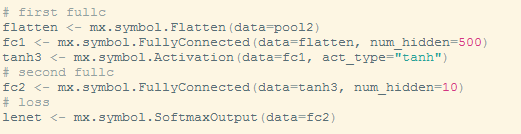 # first fullc
flatten <- mx.symbol.Flatten(data=pool2)
fc1 <- mx.symbol.FullyConnected(data=flatten, num_hidden=500)
tanh3 <- mx.symbol.Activation(data=fc1, act_type="tanh")
# second fullc
fc2 <- mx.symbol.FullyConnected(data=tanh3, num_hidden=10)
# loss
lenet <- mx.symbol.SoftmaxOutput(data=fc2)